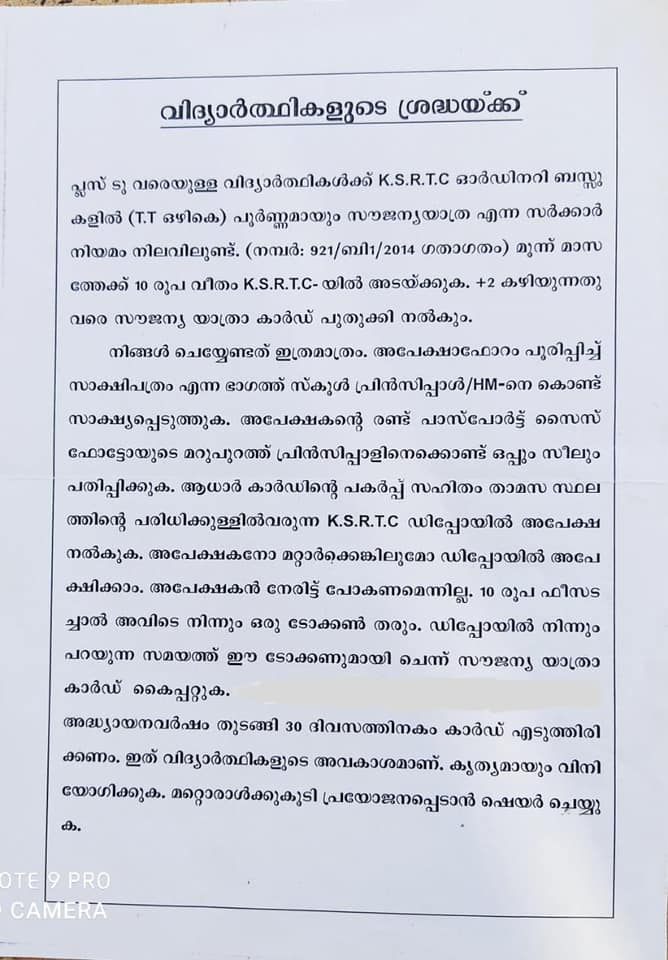 വിദ്യാർത്ഥികളുടെ ശ്രദ്ധയ്ക്ക്
പ്ലസ് ടു വരെയുള്ള വിദ്യാർത്ഥികൾക്ക് K.S.R.T.C ഓർഡിനറി ബസ്സു
കളിൽ (T.T ഒഴികെ) പൂർണ്ണമായും സൗജന്യയാത്ര എന്ന സർക്കാർ
നിയമം നിലവിലുണ്ട്. (നമ്പർ: 921/ബി1/2014 ഗതാഗതം) മൂന്ന് മാസ
ത്തേക്ക് 10 രൂപ വീതം K.S.R.T.C- യിൽ അടയ്ക്കുക. +2 കഴിയുന്നതു
വരെ സൗജന്യ യാത്രാ കാർഡ് പുതുക്കി നൽകും.
നിങ്ങൾ ചെയ്യേണ്ടത് ഇത്രമാത്രം. അപേക്ഷാഫോറം പൂരിപ്പിച്ച്
സാക്ഷിപത്രം എന്ന ഭാഗത്ത് സ്കൂൾ പ്രിൻസിപ്പാൾ/HM-നെ കൊണ്ട്
സാക്ഷ്യപ്പെടുത്തുക. അപേക്ഷകന്റെ രണ്ട് പാസ്പോർട്ട് സൈസ്
ഫോട്ടോയുടെ മറുപുറത്ത് പ്രിൻസിപ്പാളിനെക്കൊണ്ട് ഒപ്പും സീലും
പതിപ്പിക്കുക. ആധാർ കാർഡിന്റെ പകർപ്പ് സഹിതം താമസ സ്ഥല
ത്തിന്റെ പരിധിക്കുള്ളിൽവരുന്ന K.S.R.T.C ഡിപ്പോയിൽ അപേക്ഷ
നൽകുക. അപേക്ഷകനോ മറ്റാർക്കെങ്കിലുമോ ഡിപ്പോയിൽ അപേ
ക്ഷിക്കാം. അപേക്ഷകൻ നേരിട്ട് പോകണമെന്നില്ല. 10 രൂപ ഫീസട
ച്ചാൽ അവിടെ നിന്നും ഒരു ടോക്കൺ തരും. ഡിപ്പോയിൽ നിന്നും
പറയുന്ന സമയത്ത് ഈ ടോക്കണുമായി ചെന്ന് സൗജന്യ യാത്രാ
കാർഡ് കൈപ്പറ്റുക.
അദ്ധ്യായനവർഷം തുടങ്ങി 30 ദിവസത്തിനകം കാർഡ് എടുത്തിരി
ക്കണം. ഇത് വിദ്യാർത്ഥികളുടെ അവകാശമാണ്. കൃത്യമായും വിനി
യോഗിക്കുക. മറ്റൊരാൾക്കുകൂടി പ്രയോജനപ്പെടാൻ ഷെയർ ചെയ്യു
ക.
OTE 9 PRO
CAMERA